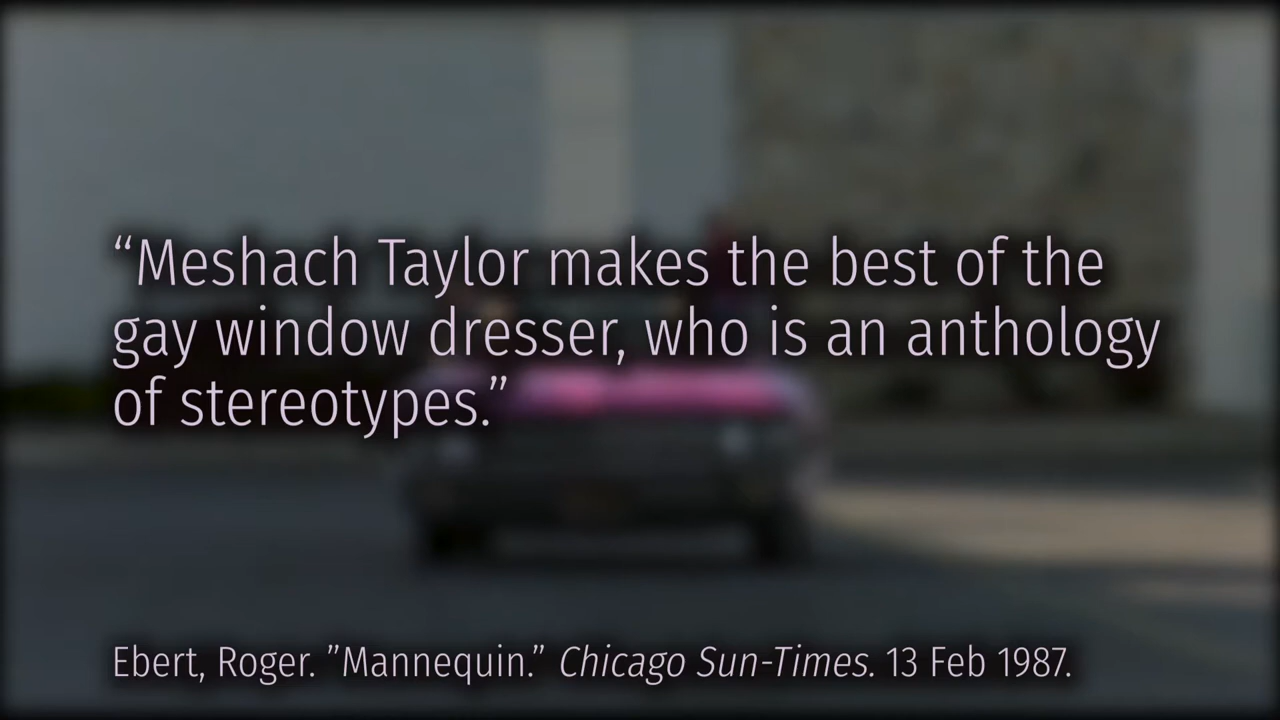 “Meshach Taylor makes the best of the
gay window dresser, who is an anthology
of stereotypes.”
Ebert, Roger. ”Mannequin.” Chicago Sun-Times. 13 Feb 1987.